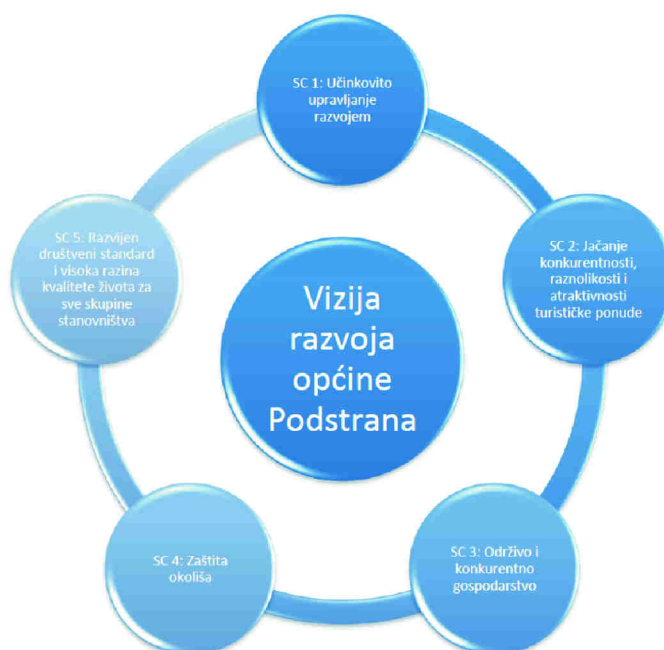 SC 1: Učinkovito
upravljanje
razvojem
SC 2: Jačanje
konkurentnosti,
raznolikosti i
atraktivnosti
turističke ponude
SC 3: Održivo i
konkurentno
gospodarstvo
SC 4: Zaštita
okoliša
SC 5: Razvijen
društveni standard
i visoka razina
kvalitete života za
sve skupine
stanovništva
Vizija
razvoja
općine
Podstrana